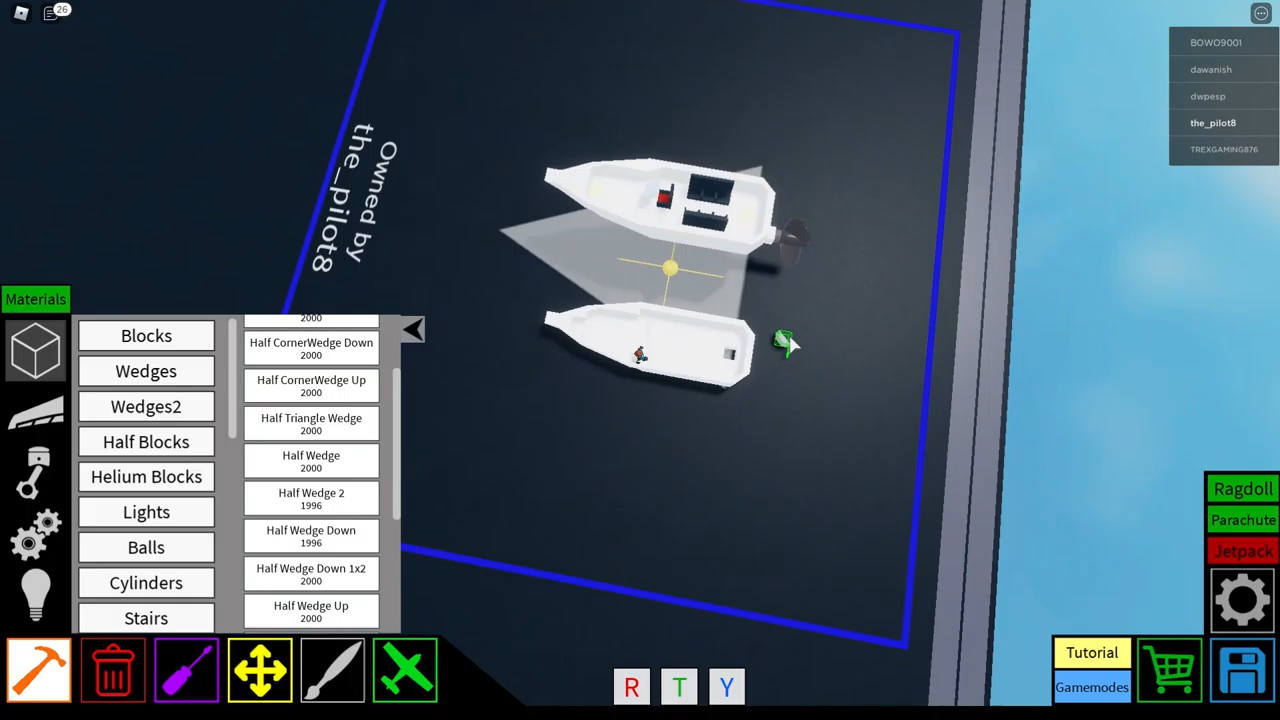 26
BOWO9001
dawanish
dwpesp
the_pilot8
TREXGAMING876
Owned by
the_pilot8
Materials
Blocks
Wedges
Wedges2
Half Blocks
Helium Blocks
Lights
Balls
Cylinders
Stairs
2000
Half CornerWedge Down
2000
Half CornerWedge Up
2000
Half Triangle Wedge
2000
Half Wedge
2000
Half Wedge 2
1996
Half Wedge Down
1996
Half Wedge Down 1x2
2000
Half Wedge Up
2000
Ragdoll
Parachute
Jetpack
Tutorial
Gamemodes
R T Y